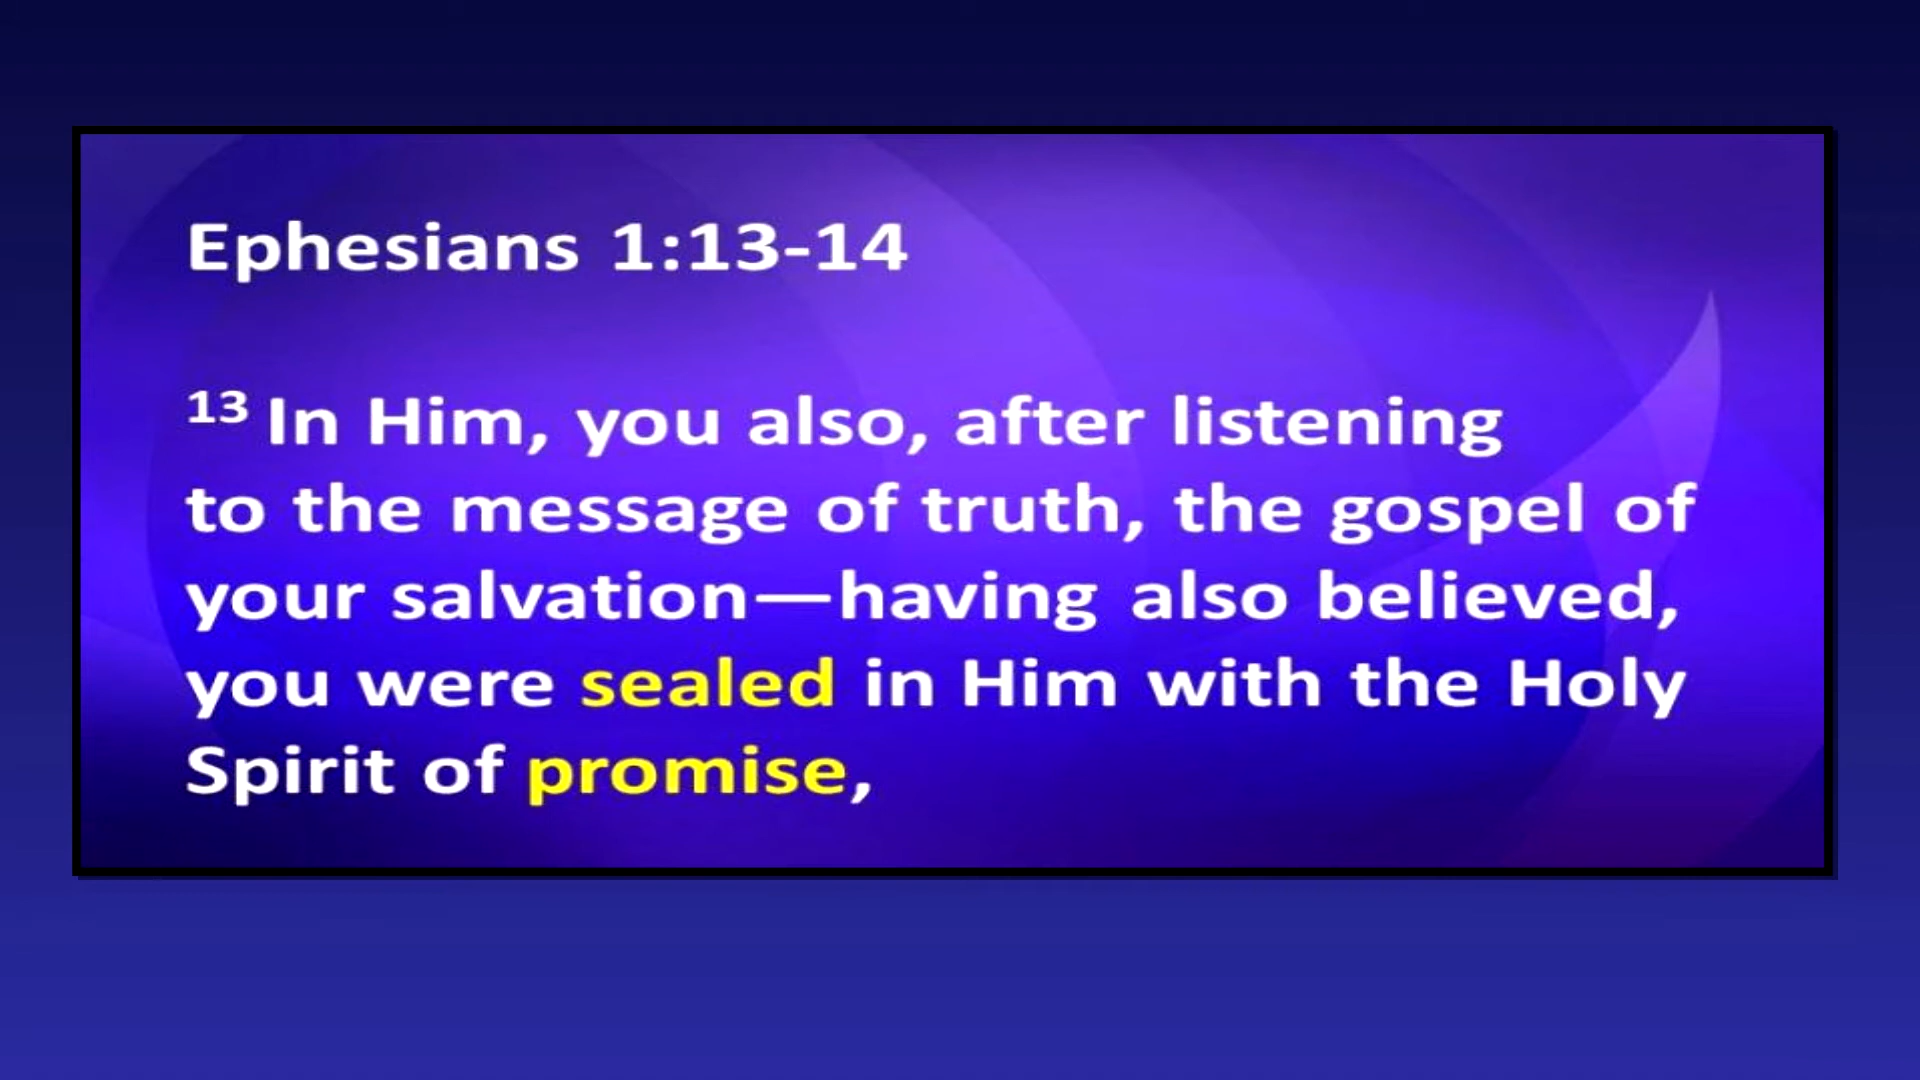 Ephesians 1:13-14
13 In Him, you also, after listening
to the message of truth, the gospel of
your salvation—having also believed,
you were sealed in Him with the Holy
Spirit of promise,